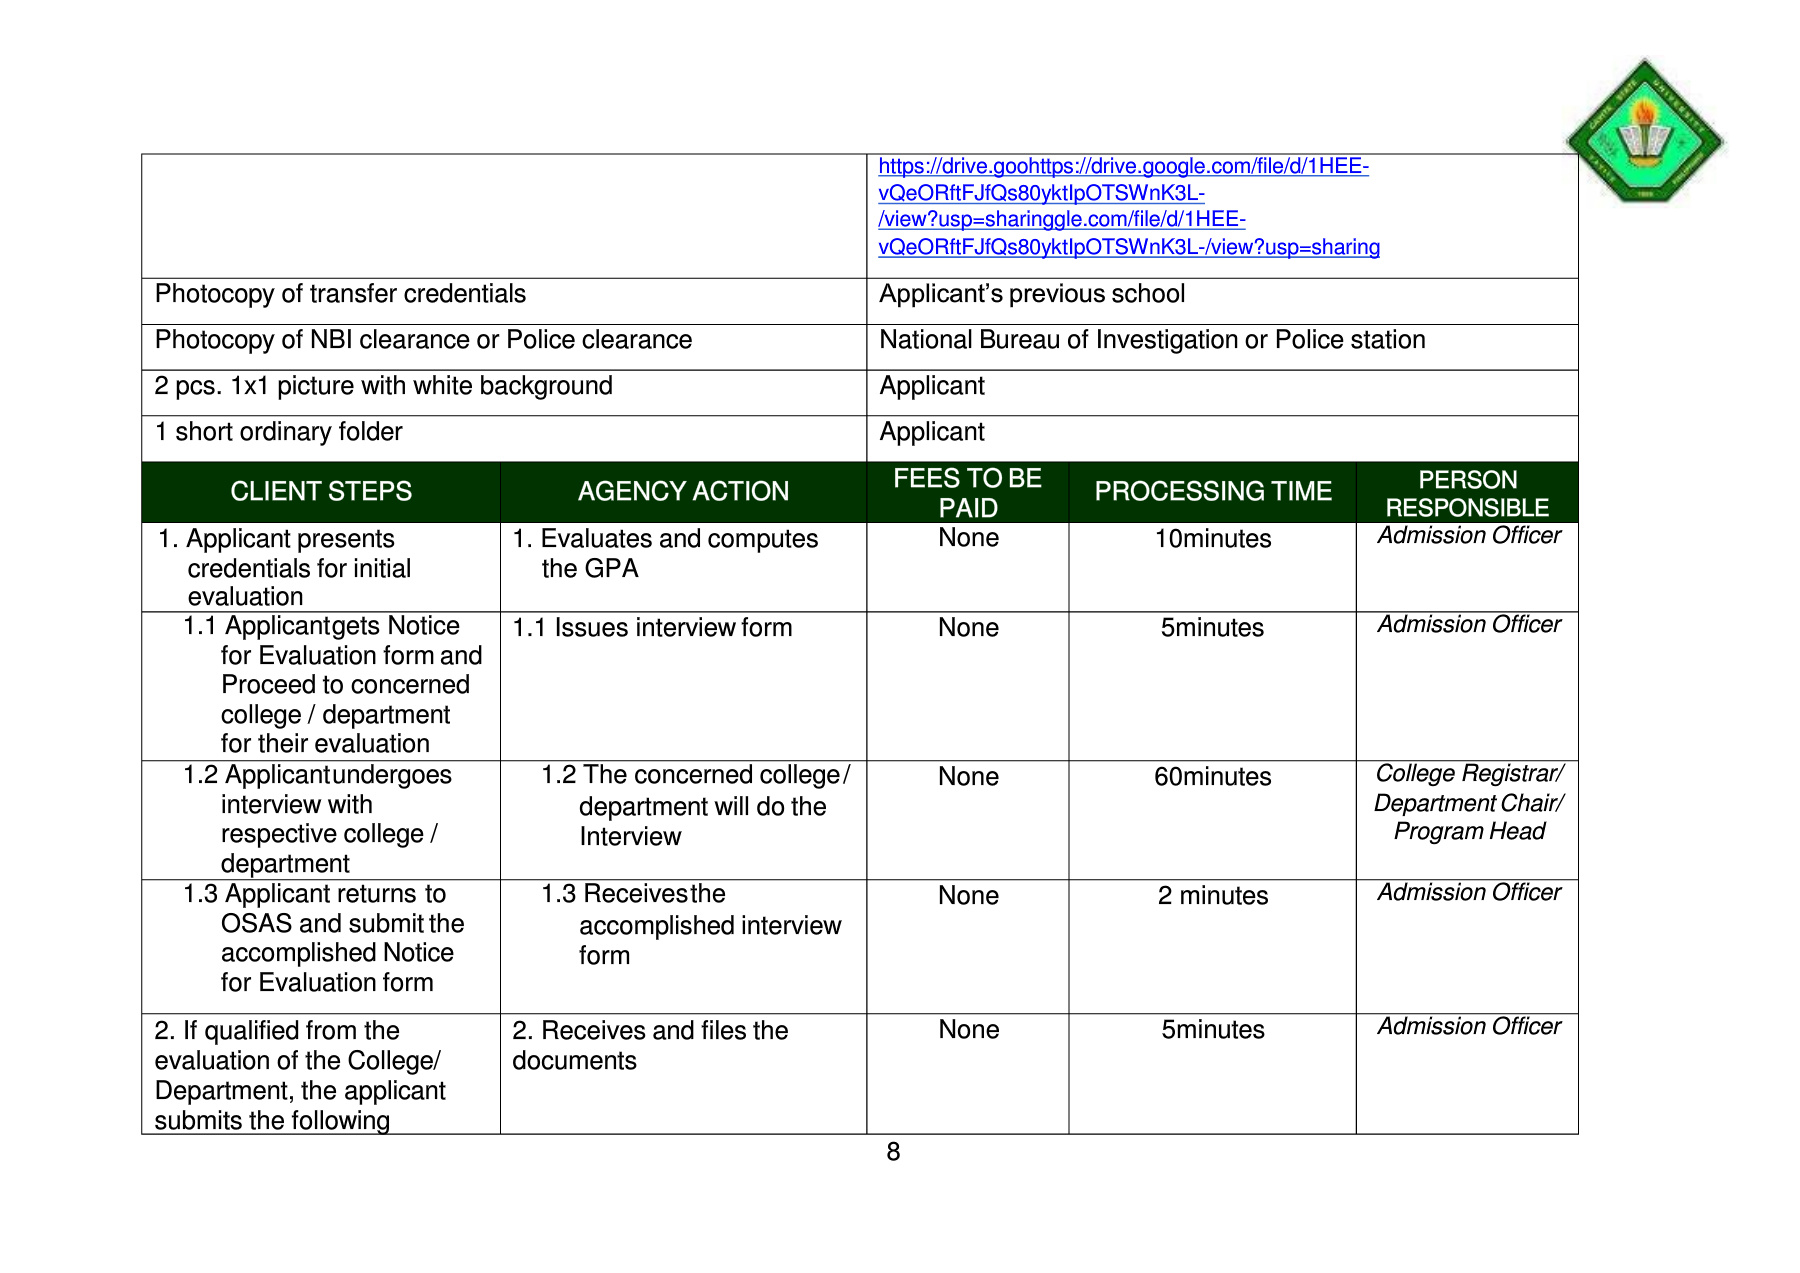 CAVITE STATE UNIVERSITY
https://drive.goohttps://drive.google.com/file/d/1HEE-
vQeORftFJfQs80yktIpOTSWnK3L-
/view?usp=sharinggle.com/file/d/1HEE-
vQeORftFJfQs80yktIpOTSWnK3L-/view?usp=sharing
Photocopy of transfer credentials
Applicant’s previous school
Photocopy of NBI clearance or Police clearance
National Bureau of Investigation or Police station
2 pcs. 1x1 picture with white background
Applicant
1 short ordinary folder
Applicant
CLIENT STEPS
AGENCY ACTION
FEES TO BE
PAID
PROCESSING TIME
PERSON
RESPONSIBLE
1. Applicant presents
credentials for initial
evaluation
1. Evaluates and computes
the GPA
None
10minutes
Admission Officer
1.1 Applicantgets Notice
for Evaluation form and
Proceed to concerned
college / department
for their evaluation
1.1 Issues interview form
None
5minutes
Admission Officer
1.2 Applicantundergoes
interview with
respective college /
department
1.2 The concerned college/
department will do the
Interview
None
60minutes
College Registrar/
Department Chair/
Program Head
1.3 Applicant returns to
OSAS and submit the
accomplished Notice
for Evaluation form
1.3 Receivesthe
accomplished interview
form
None
2 minutes
Admission Officer
2. If qualified from the
evaluation of the College/
Department, the applicant
submits the following
2. Receives and files the
documents
None
5minutes
Admission Officer
8